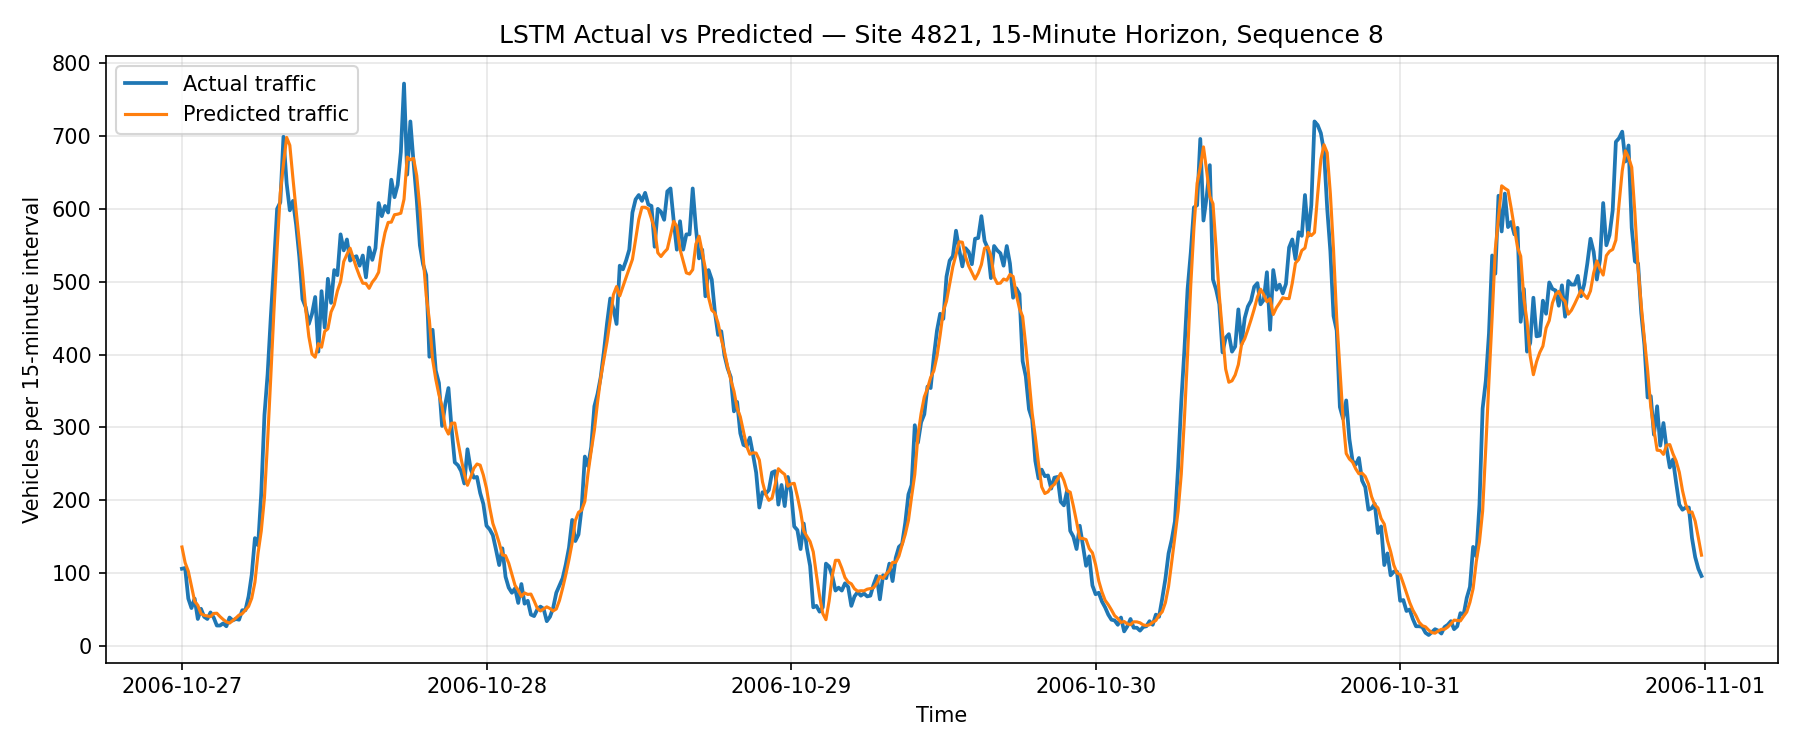 LSTM Actual vs Predicted — Site 4821, 15-Minute Horizon, Sequence 8
Actual traffic
Predicted traffic
Vehicles per 15-minute interval
800
700
600
500
400
300
200
100
0
2006-10-27 2006-10-28 2006-10-29 2006-10-30 2006-10-31 2006-11-01
Time